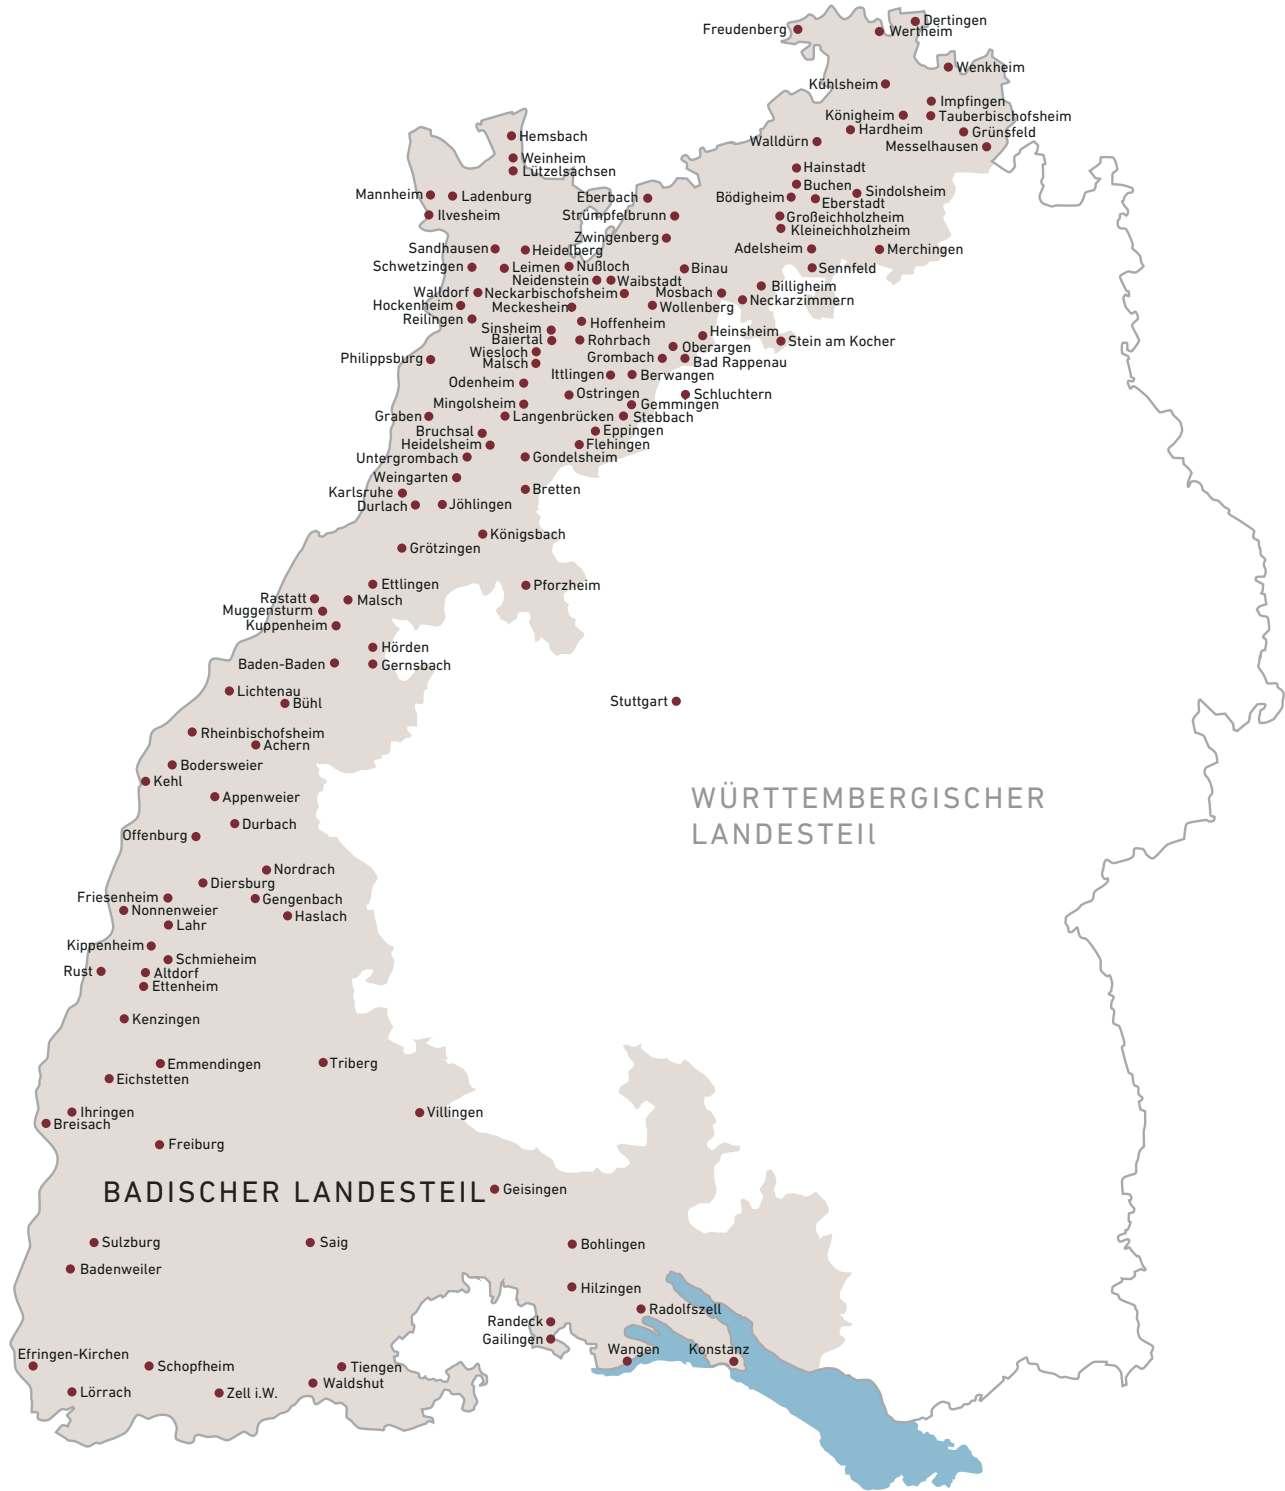 Dertingen
Freudenberg
Wertheim
Wenkheim
Kühlsheim
Impfingen
Königheim
Tauberbischofsheim
Hardheim
Grünsfeld
Hemsbach
Walldürn
Messelhausen
Weinheim
Hainstadt
Lützelsachsen
Buchen
Sindolsheim
Mannheim
Ladenburg
Eberbach
Bödigheim
Eberstadt
Ilvesheim
Strümpfelbrunn
Großeichholzheim
Kleineichholzheim
Zwingenberg
Sandhausen
Heidelberg
Adelsheim
Merchingen
Schwetzingen
Leimen
Nußloch
Binau
Sennfeld
Neidenstein
Waibstadt
Billigheim
Walldorf
Neckarbischofsheim
Mosbach
Neckarzimmern
Hockenheim
Meckesheim
Wollenberg
Reilingen
Hoffenheim
Sinsheim
Heinsheim
Baiertal
Rohrbach
Stein am Kocher
Oberargen
Wiesloch
Grombach
Philippsburg
Malsch
Bad Rappenau
Ittlingen
Berwangen
Odenheim
Östringen
Schluchtern
Mingolsheim
Gemmingen
Graben
Langenbrücken
Stebbach
Bruchsal
Eppingen
Heidelsheim
Flehingen
Untergrombach
Gondelsheim
Weingarten
Karlsruhe
Bretten
Durlach
Jöhlingen
Königsbach
Grötzingen
Ettlingen
Pforzheim
Rastatt
Malsch
Muggensturm
Kuppenheim
Hörden
Baden-Baden
Gernsbach
Lichtenau
Bühl
Stuttgart
Rheinbischofsheim
Achern
Bodersweier
Kehl
Appenweier
WÜRTTEMBERGISCHER
LANDESTEIl
Durbach
Offenburg
Nordrach
Diersburg
Friesenheim
Gengenbach
Nonnenweier
Haslach
Lahr
Kippenheim
Schmieheim
Rust
Altdorf
Ettenheim
Kenzingen
Emmendingen
Triberg
Eichstetten
Ihringen
Villingen
Breisach
Freiburg
BADISCHER LANDESTEIL
Geisingen
Sulzburg
Saig
Bohlingen
Badenweiler
Hilzingen
Radolfszell
Randeck
Gailingen
Wangen
Konstanz
Efringen-Kirchen
Schopfheim
Tiengen
Waldshut
Lörrach
Zell i.W.